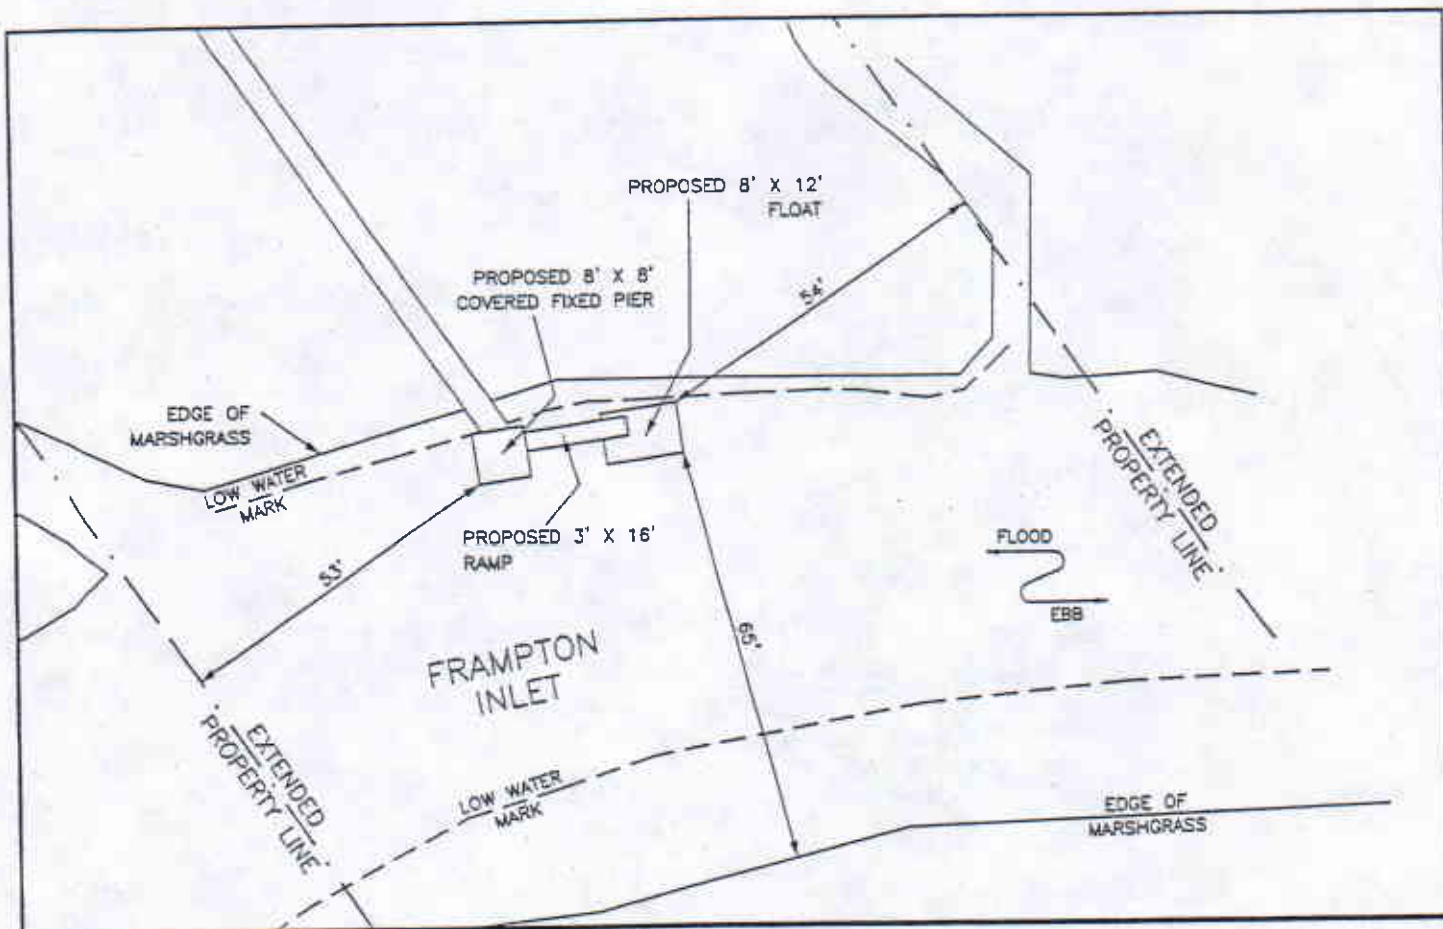 PROPOSED 8' X 12'
FLOAT
PROPOSED 8' X 8'
COVERED FIXED PIER
54'
EDGE OF
MARSHGRASS
LOW WATER
MARK
PROPOSED 3' X 16'
RAMP
53'
EXTENDED
PROPERTY LINE
FLOOD
EBB
65'
FRAMPTON
INLET
EXTENDED
PROPERTY LINE
LOW WATER
MARK
EDGE OF
MARSHGRASS